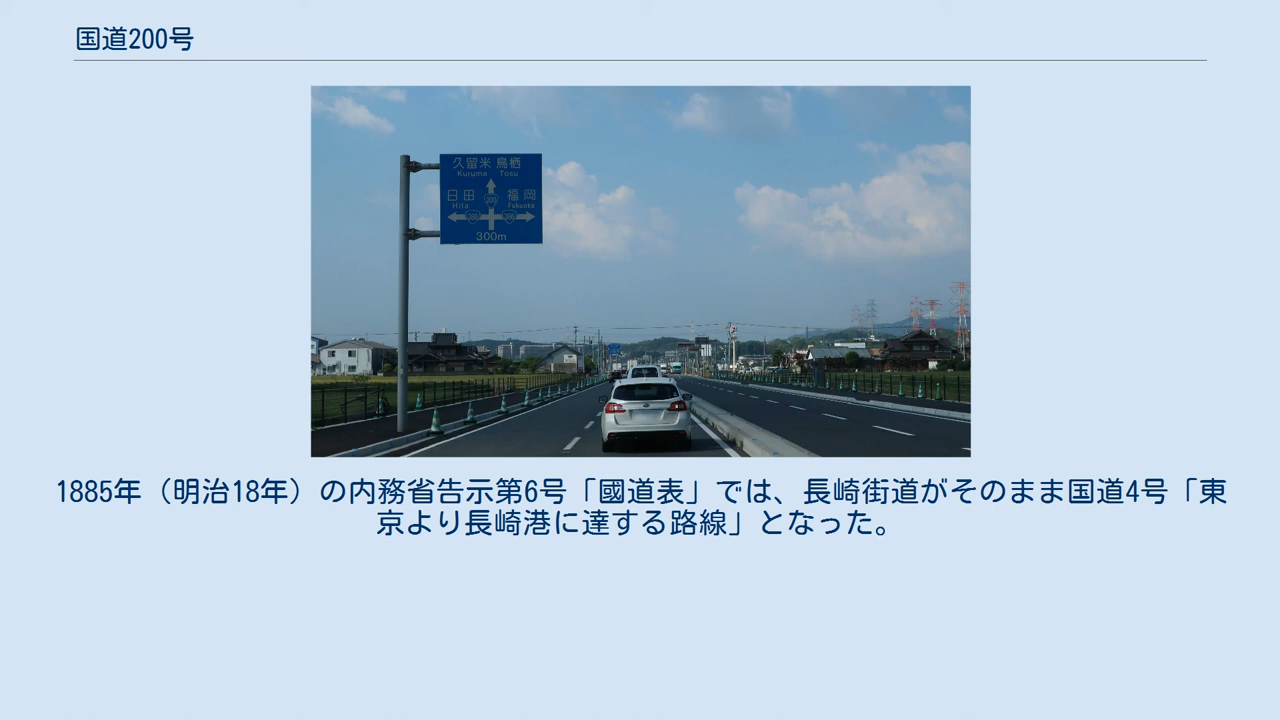 国道200号
久留米 鳥栖
Kurume Tosu
日田 福岡
Hita Fukuoka
386 200 386
300m
1885年（明治18年）の内務省告示第6号「國道表」では、長崎街道がそのまま国道4号「東
京より長崎港に達する路線」となった。